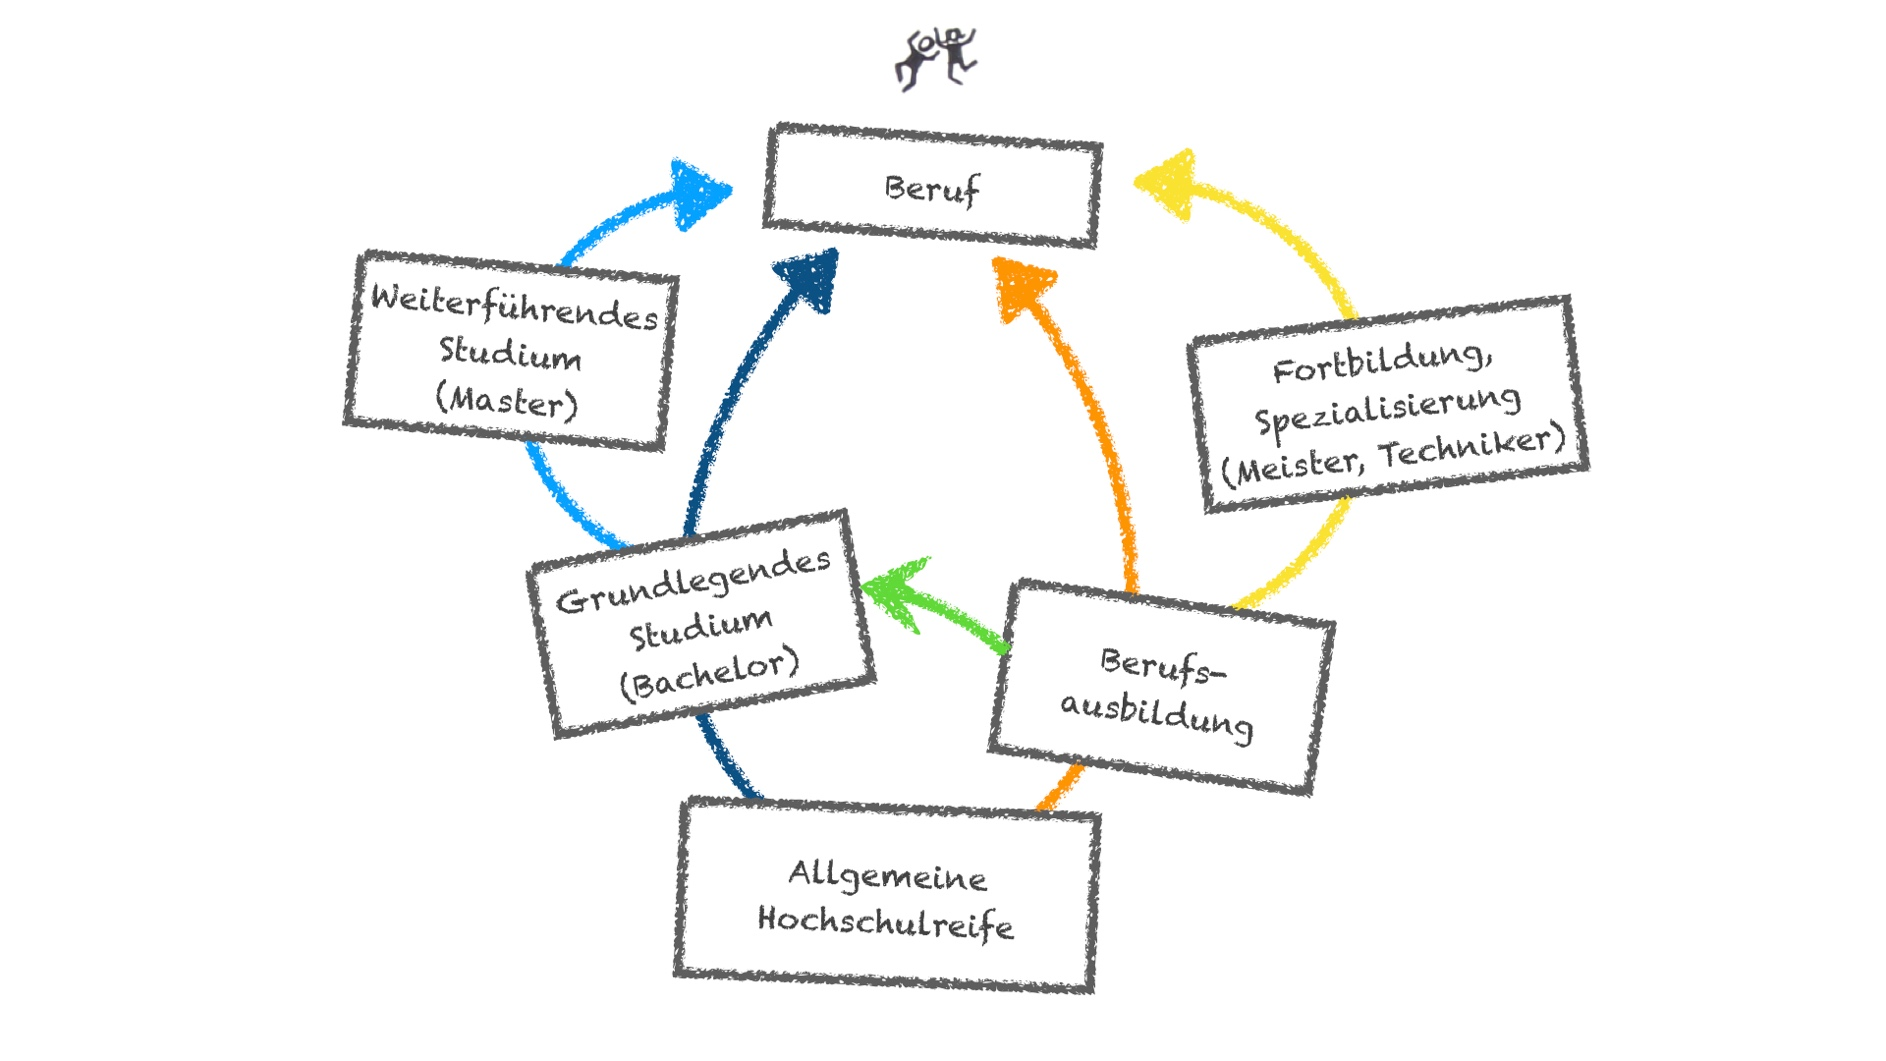 Beruf
Weiterführendes
Studium
(Master)
Fortbildung,
Spezialisierung
(Meister, Techniker)
Grundlegendes
Studium
(Bachelor)
Berufs-
ausbildung
Allgemeine
Hochschulreife